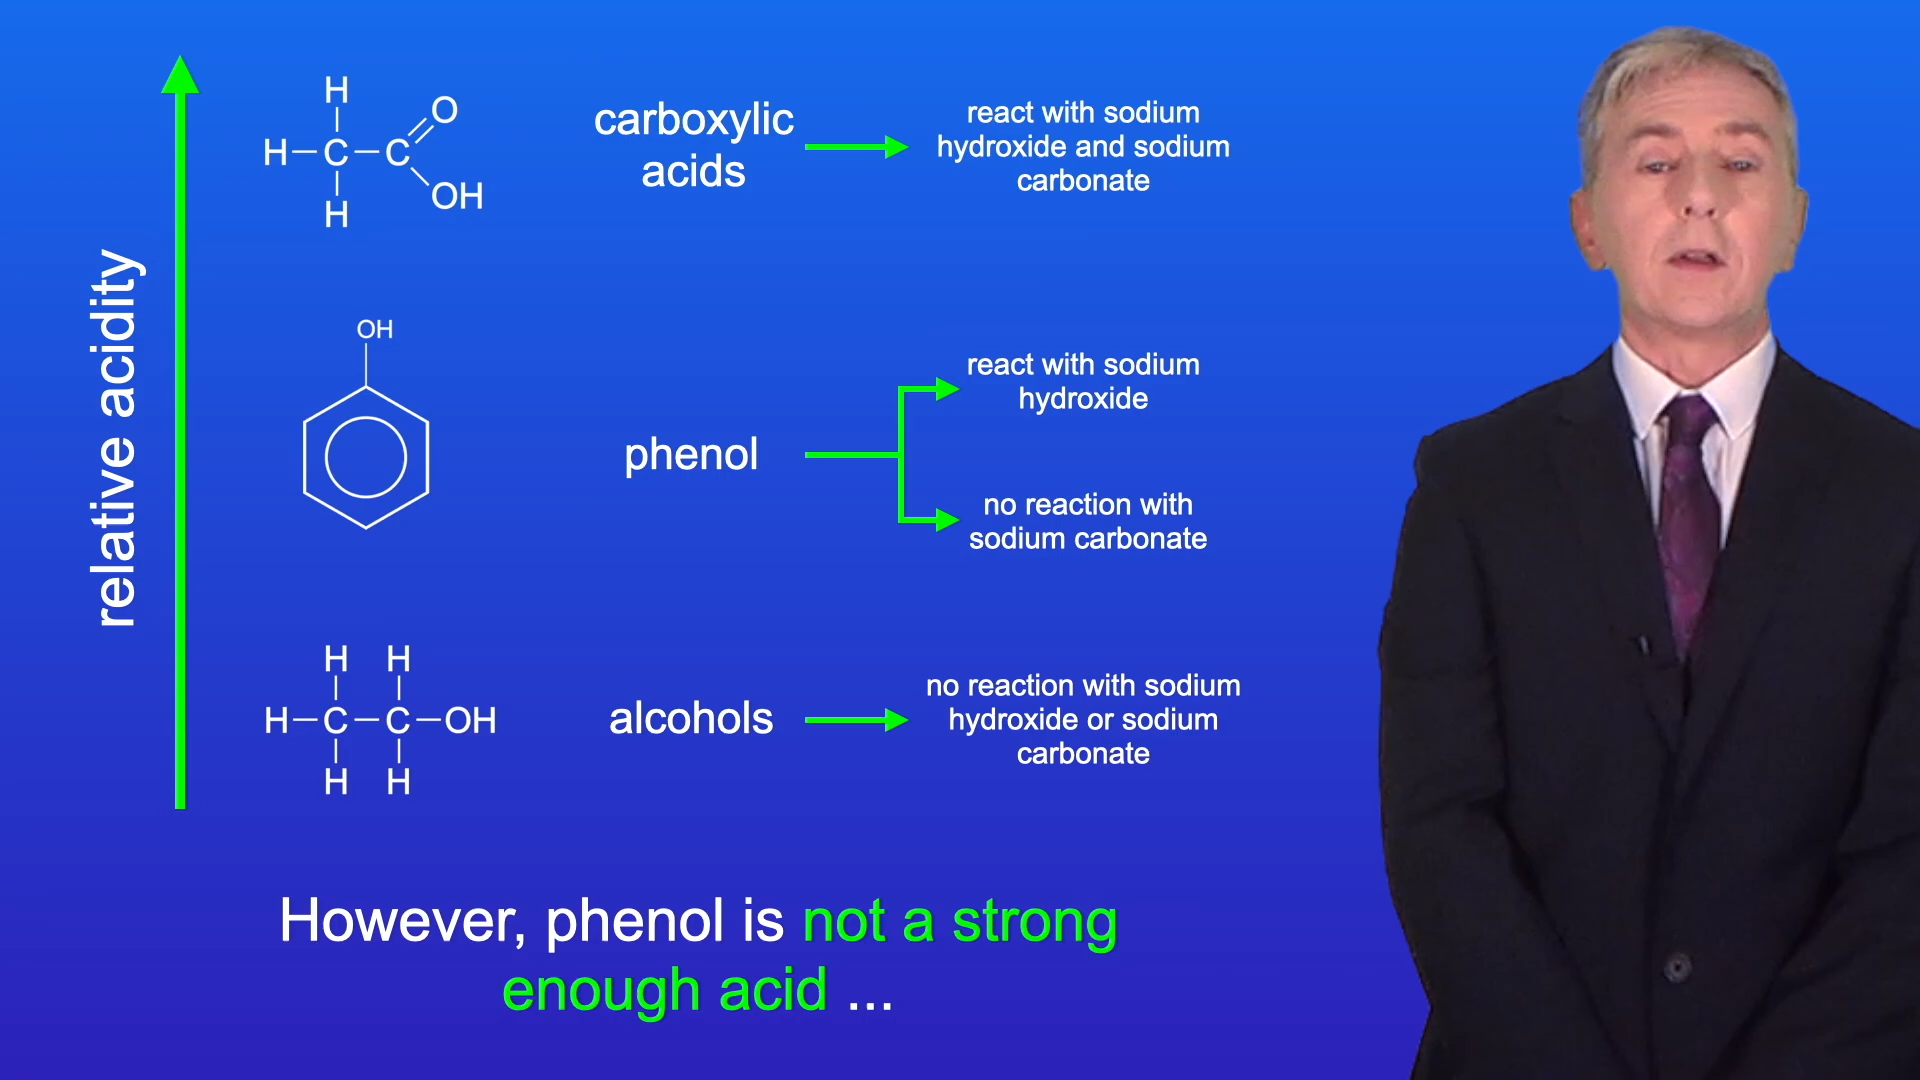 relative acidity
H
O
H C C
OH
H
carboxylic
acids
react with sodium
hydroxide and sodium
carbonate
OH
phenol
react with sodium
hydroxide
no reaction with
sodium carbonate
H H
H C C OH
H H
alcohols
no reaction with sodium
hydroxide or sodium
carbonate
However, phenol is not a strong
enough acid ...